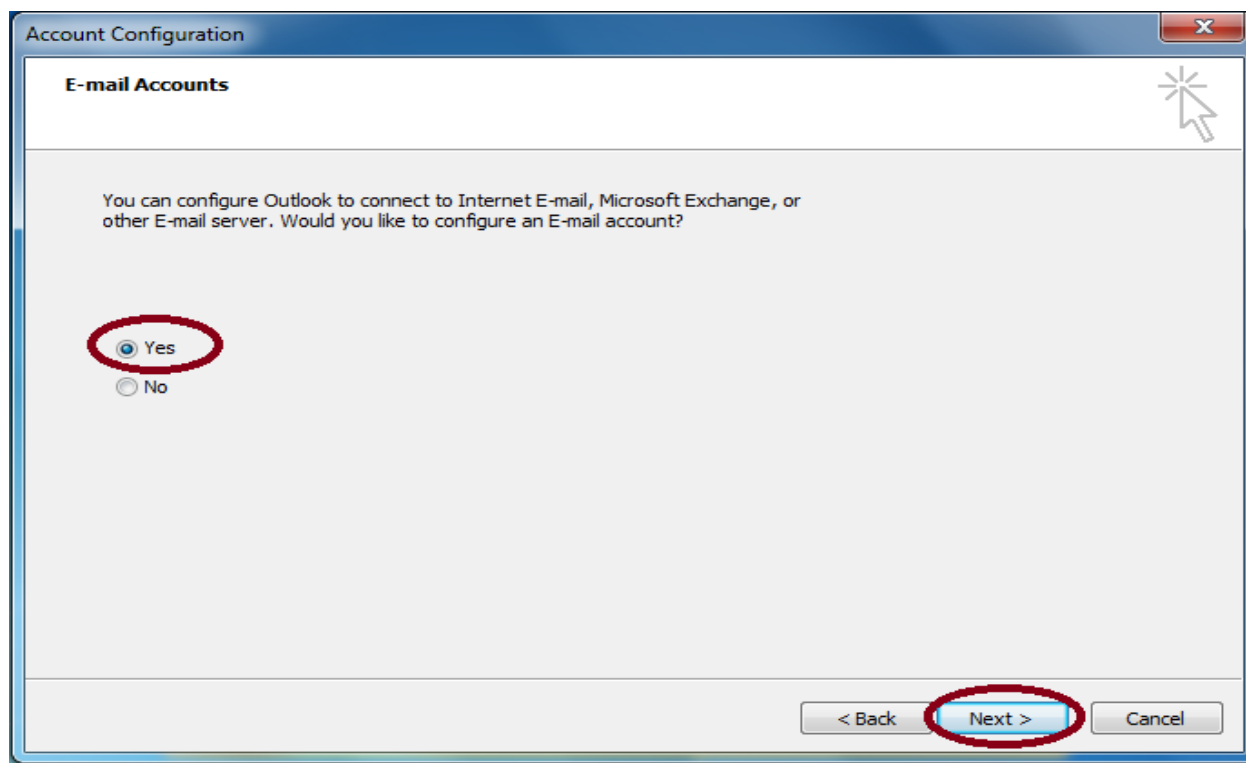 Account Configuration
E-mail Accounts
You can configure Outlook to connect to Internet E-mail, Microsoft Exchange, or
other E-mail server. Would you like to configure an E-mail account?
Yes
No
< Back Next > Cancel